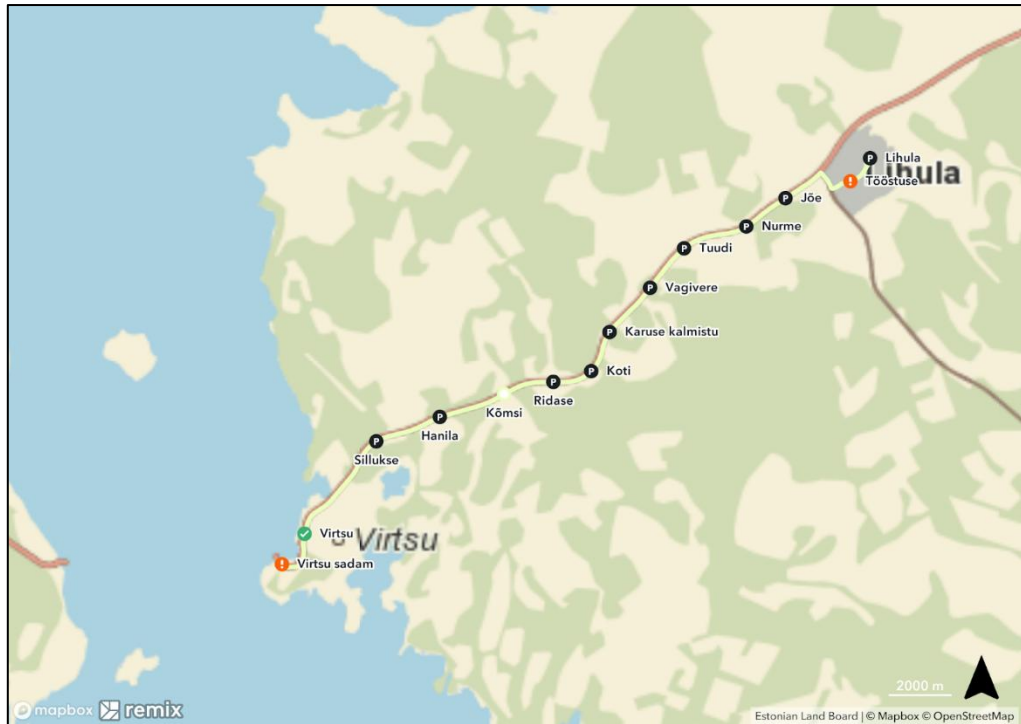 Lihula
Lihula
Tööstuse
Jõe
Nurme
Tuudi
Vagivere
Karuse kalmistu
Koti
Ridase
Kõmsi
Hanila
Sillukse
Virtsu
Virtsu
Virtsu sadam
2000 m
mapbox remix
Estonian Land Board | © Mapbox © OpenStreetMap